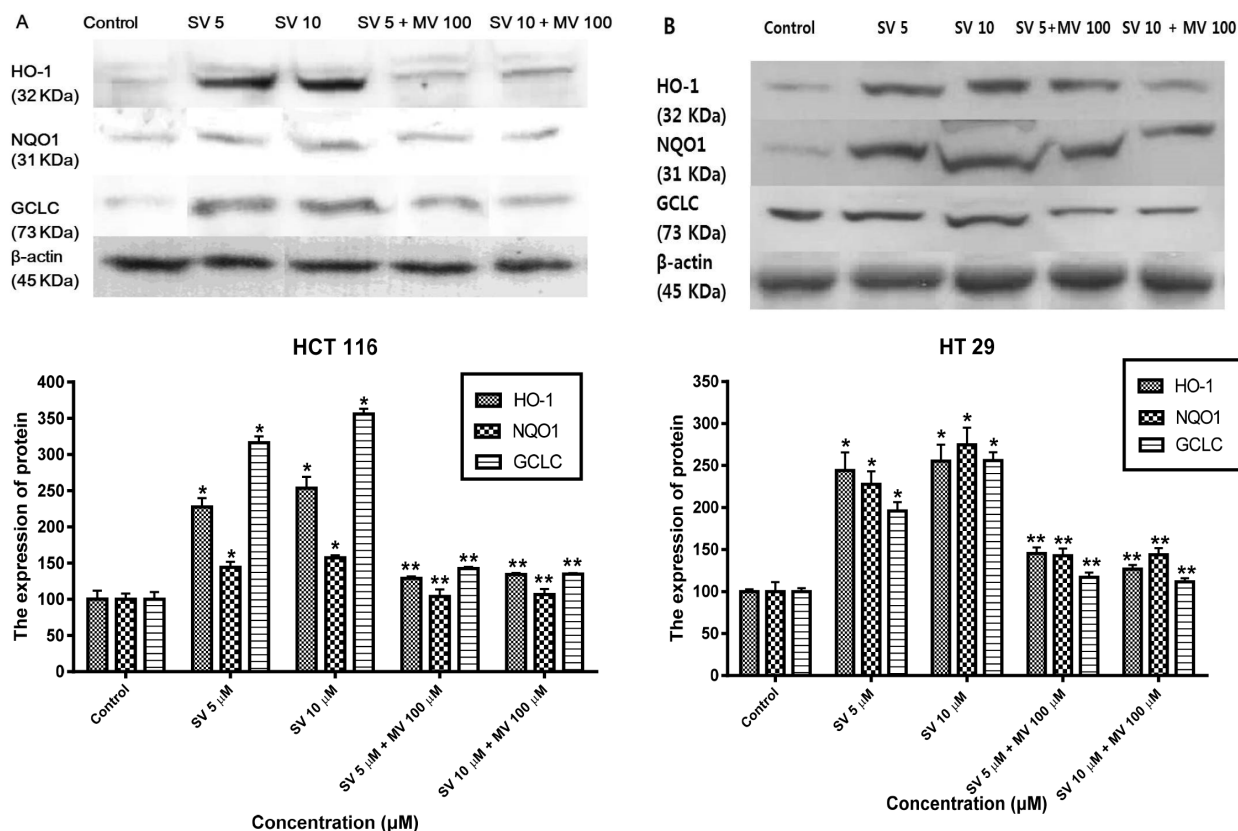 A
Control SV 5 SV 10 SV 5 + MV 100 SV 10 + MV 100
HO-1
(32 KDa)
NQO1
(31 KDa)
GCLC
(73 KDa)
β-actin
(45 KDa)
HCT 116
The expression of protein
400
350
300
250
200
150
100
50
0
* * * * * * ** ** ** ** ** **
HO-1
NQO1
GCLC
Control
SV 5 μM
SV 10 μM
SV 5 μM + MV 100 μM
SV 10 μM + MV 100 μM
Concentration (μM)
B
Control SV 5 SV 10 SV 5+MV 100 SV 10 + MV 100
HO-1
(32 KDa)
NQO1
(31 KDa)
GCLC
(73 KDa)
β-actin
(45 KDa)
HT 29
The expression of protein
350
300
250
200
150
100
50
0
* * * * * * ** ** ** ** ** **
HO-1
NQO1
GCLC
Control
SV 5 μM
SV 10 μM
SV 5 μM + MV 100 μM
SV 10 μM + MV 100 μM
Concentration (μM)